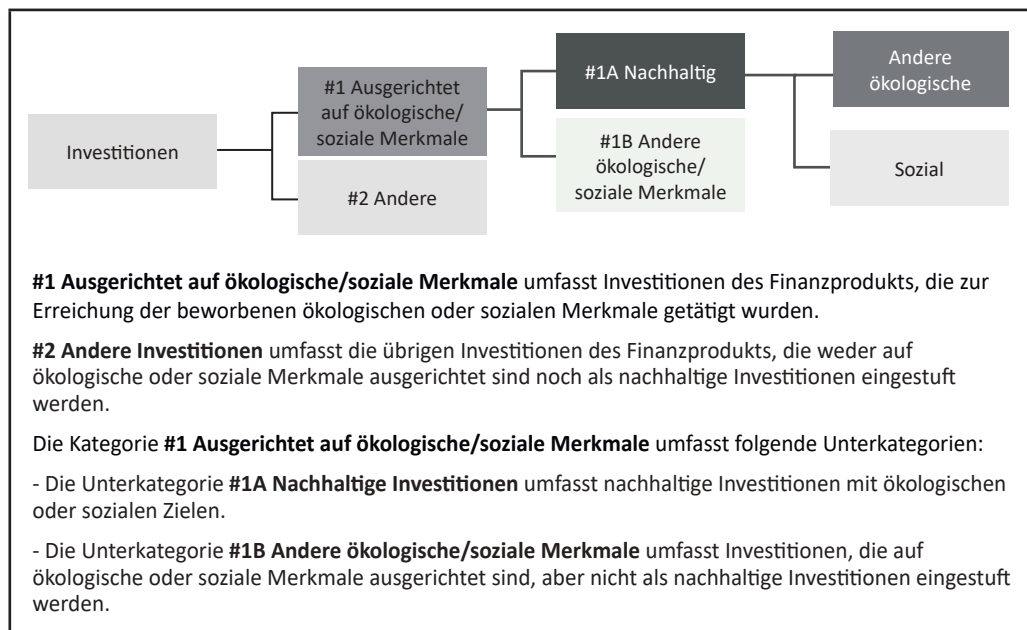 Investitionen
#1 Ausgerichtet
auf ökologische/
soziale Merkmale
#2 Andere
#1A Nachhaltig
#1B Andere
ökologische/
soziale Merkmale
Andere
ökologische
Sozial
#1 Ausgerichtet auf ökologische/soziale Merkmale umfasst Investitionen des Finanzprodukts, die zur
Erreichung der beworbenen ökologischen oder sozialen Merkmale getätigt wurden.
#2 Andere Investitionen umfasst die übrigen Investitionen des Finanzprodukts, die weder auf
ökologische oder soziale Merkmale ausgerichtet sind noch als nachhaltige Investitionen eingestuft
werden.
Die Kategorie #1 Ausgerichtet auf ökologische/soziale Merkmale umfasst folgende Unterkategorien:
- Die Unterkategorie #1A Nachhaltige Investitionen umfasst nachhaltige Investitionen mit ökologischen
oder sozialen Zielen.
- Die Unterkategorie #1B Andere ökologische/soziale Merkmale umfasst Investitionen, die auf
ökologische oder soziale Merkmale ausgerichtet sind, aber nicht als nachhaltige Investitionen eingestuft
werden.